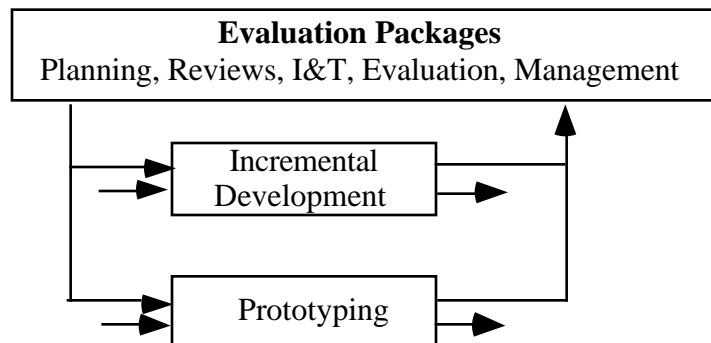 Evaluation Packages
Planning, Reviews, I&T, Evaluation, Management
Incremental
Development
Prototyping